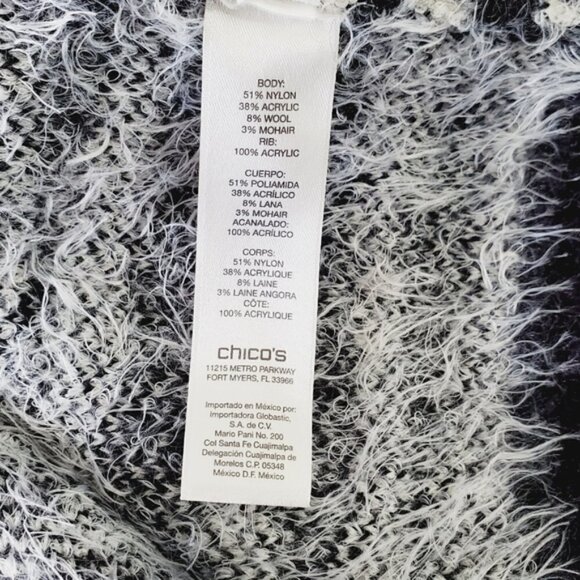 BODY:
51% NYLON
38% ACRYLIC
8% WOOL
3% MOHAIR
RIB:
100% ACRYLIC
CUERPO:
51% POLIAMIDA
38% ACRÍLICO
8% LANA
3% MOHAIR
ACANALADO:
100% ACRÍLICO
CORPS:
51% NYLON
38% ACRYLIQUE
8% LAINE
3% LAINE ANGORA
CÔTE:
100% ACRYLIQUE
chico's
11215 METRO PARKWAY
FORT MYERS, FL 33966
Importado en México por:
Importadora Globastic,
S.A. de C.V.
Mario Pani No. 200
Col Santa Fe Cuajimalpa
Delegación Cuajimalpa de
Morelos C.P. 05348
México D.F. México